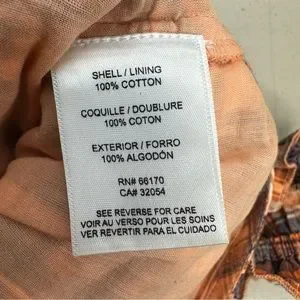 SHELL / LINING
100% COTTON
COQUILLE / DOUBLURE
100% COTON
EXTERIOR / FORRO
100% ALGODÓN
RN# 66170
CA# 32054
SEE REVERSE FOR CARE
VOIR AU VERSO POUR LES SOINS
VER REVERTIR PARA EL CUIDADO